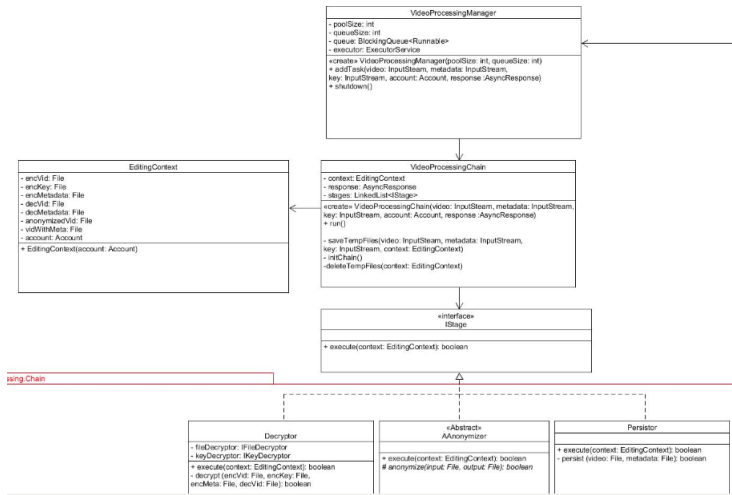 VideoProcessingManager
- poolSize: int
- queueSize: int
- queue: BlockingQueue<Runnable>
- executor: ExecutorService
«create» VideoProcessingManager(poolSize: int, queueSize: int)
+ addTask(video: InputSteam, metadata: InputStream,
key: InputStream, account: Account, response :AsyncResponse)
+ shutdown()
EditingContext
- encVid: File
- encKey: File
- encMetadata: File
- decVid: File
- decMetadata: File
- anonymizedVid: File
- vidWithMeta: File
- account: Account
+ EditingContext(account: Account)
VideoProcessingChain
- context: EditingContext
- response: AsyncResponse
- stages: LinkedList<IStage>
«create» VideoProcessingChain(video: InputSteam, metadata: InputStream,
key: InputStream, account: Account, response :AsyncResponse)
+ run()
- saveTempFiles(video: InputSteam, metadata: InputStream,
key: InputStream, context: EditingContext)
- initChain()
-deleteTempFiles(context: EditingContext)
«interface»
IStage
+ execute(context: EditingContext): boolean
ssing.Chain
Decryptor
- fileDecryptor: IFileDecryptor
- keyDecryptor: IKeyDecryptor
+ execute(context: EditingContext): boolean
- decrypt (encVid: File, encKey: File,
encMeta: File, decVid: File): boolean
«Abstract»
AAnonymizer
+ execute(context: EditingContext): boolean
# anonymize(input: File, output: File): boolean
Persistor
+ execute(context: EditingContext): boolean
- persist (video: File, metadata: File): boolean